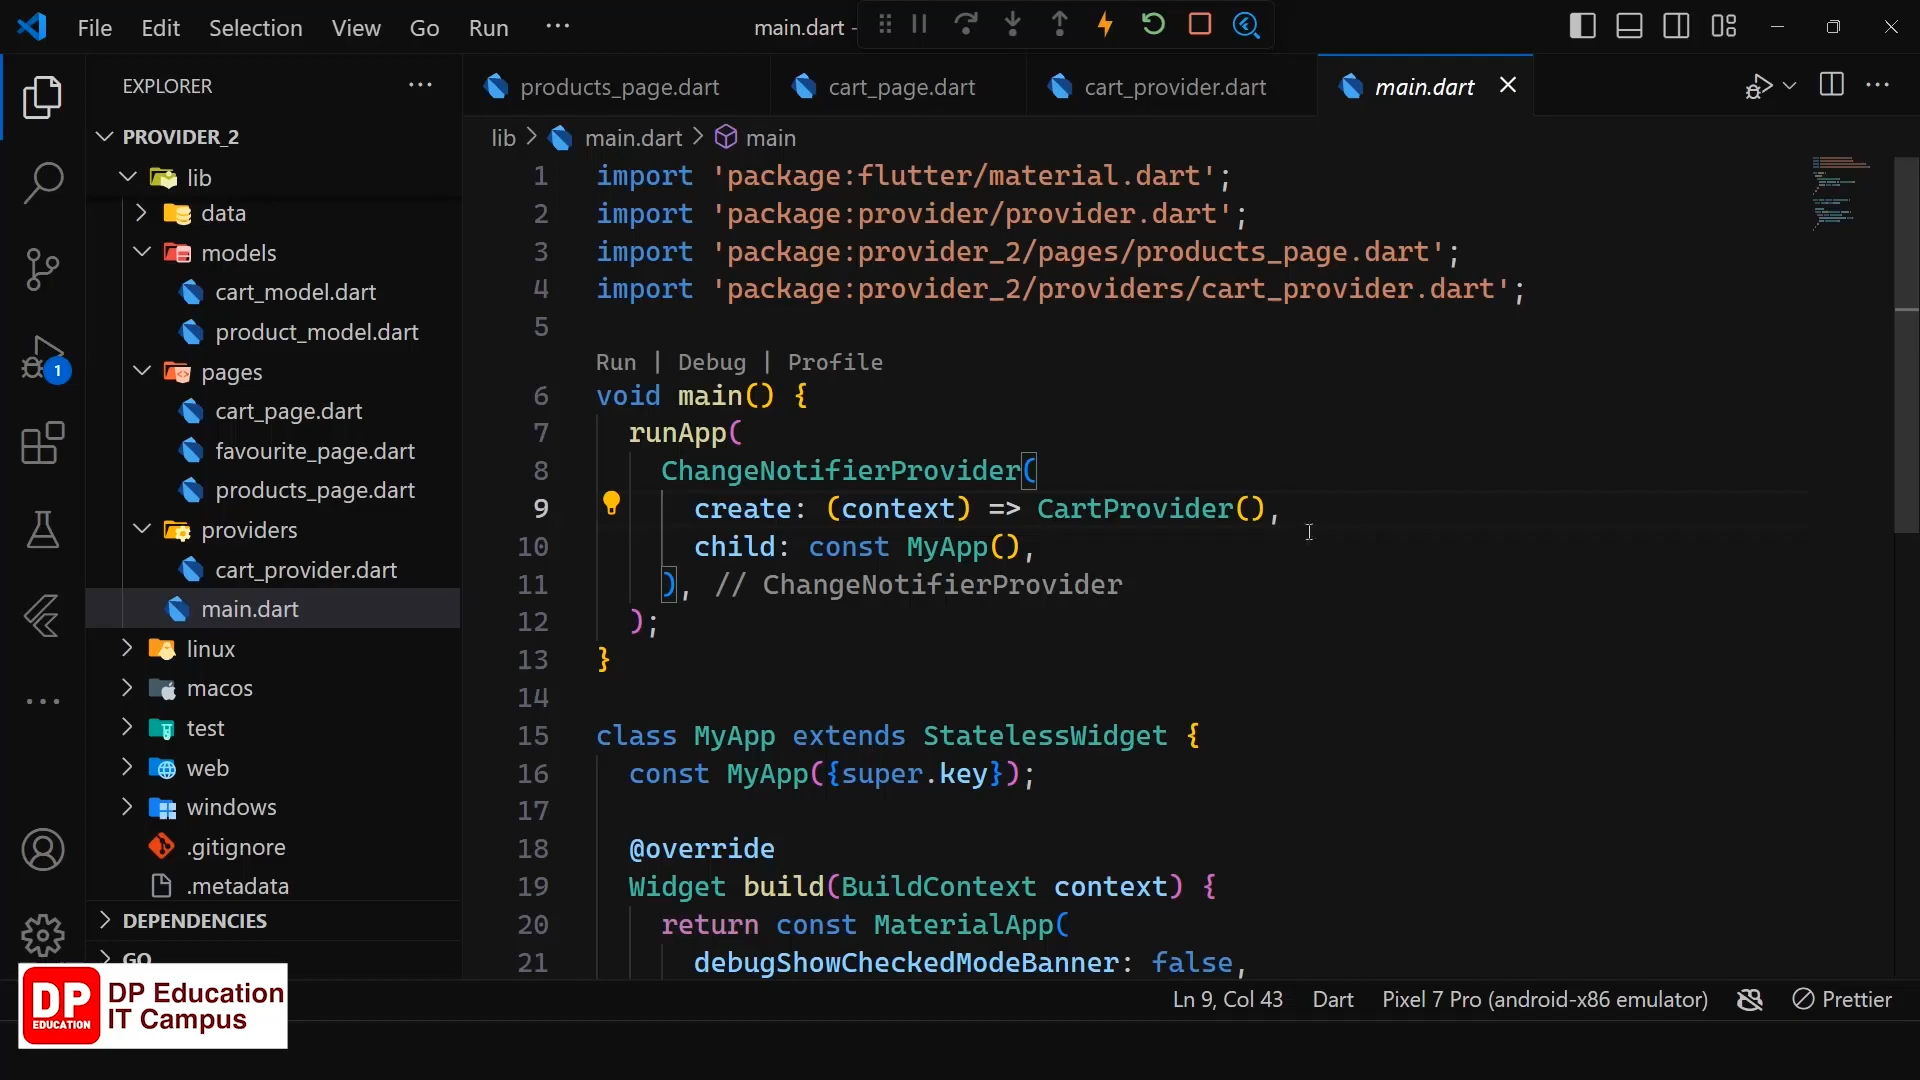 File Edit Selection View Go Run ... main.dart -
EXPLORER ...
products_page.dart cart_page.dart cart_provider.dart main.dart
PROVIDER_2
lib
data
models
cart_model.dart
product_model.dart
pages
cart_page.dart
favourite_page.dart
products_page.dart
providers
cart_provider.dart
main.dart
linux
macos
test
web
windows
.gitignore
.metadata
DEPENDENCIES
GO
1
lib > main.dart > main
1 import 'package:flutter/material.dart';
2 import 'package:provider/provider.dart';
3 import 'package:provider_2/pages/products_page.dart';
4 import 'package:provider_2/providers/cart_provider.dart';
5
Run | Debug | Profile
6 void main() {
7 runApp(
8 ChangeNotifierProvider(
9 create: (context) => CartProvider(),
10 child: const MyApp(),
11 ), // ChangeNotifierProvider
12 );
13 }
14
15 class MyApp extends StatelessWidget {
16 const MyApp({super.key});
17
18 @override
19 Widget build(BuildContext context) {
20 return const MaterialApp(
21 debugShowCheckedModeBanner: false,
DP EDUCATION
DP Education
IT Campus
Ln 9, Col 43 Dart Pixel 7 Pro (android-x86 emulator) Prettier